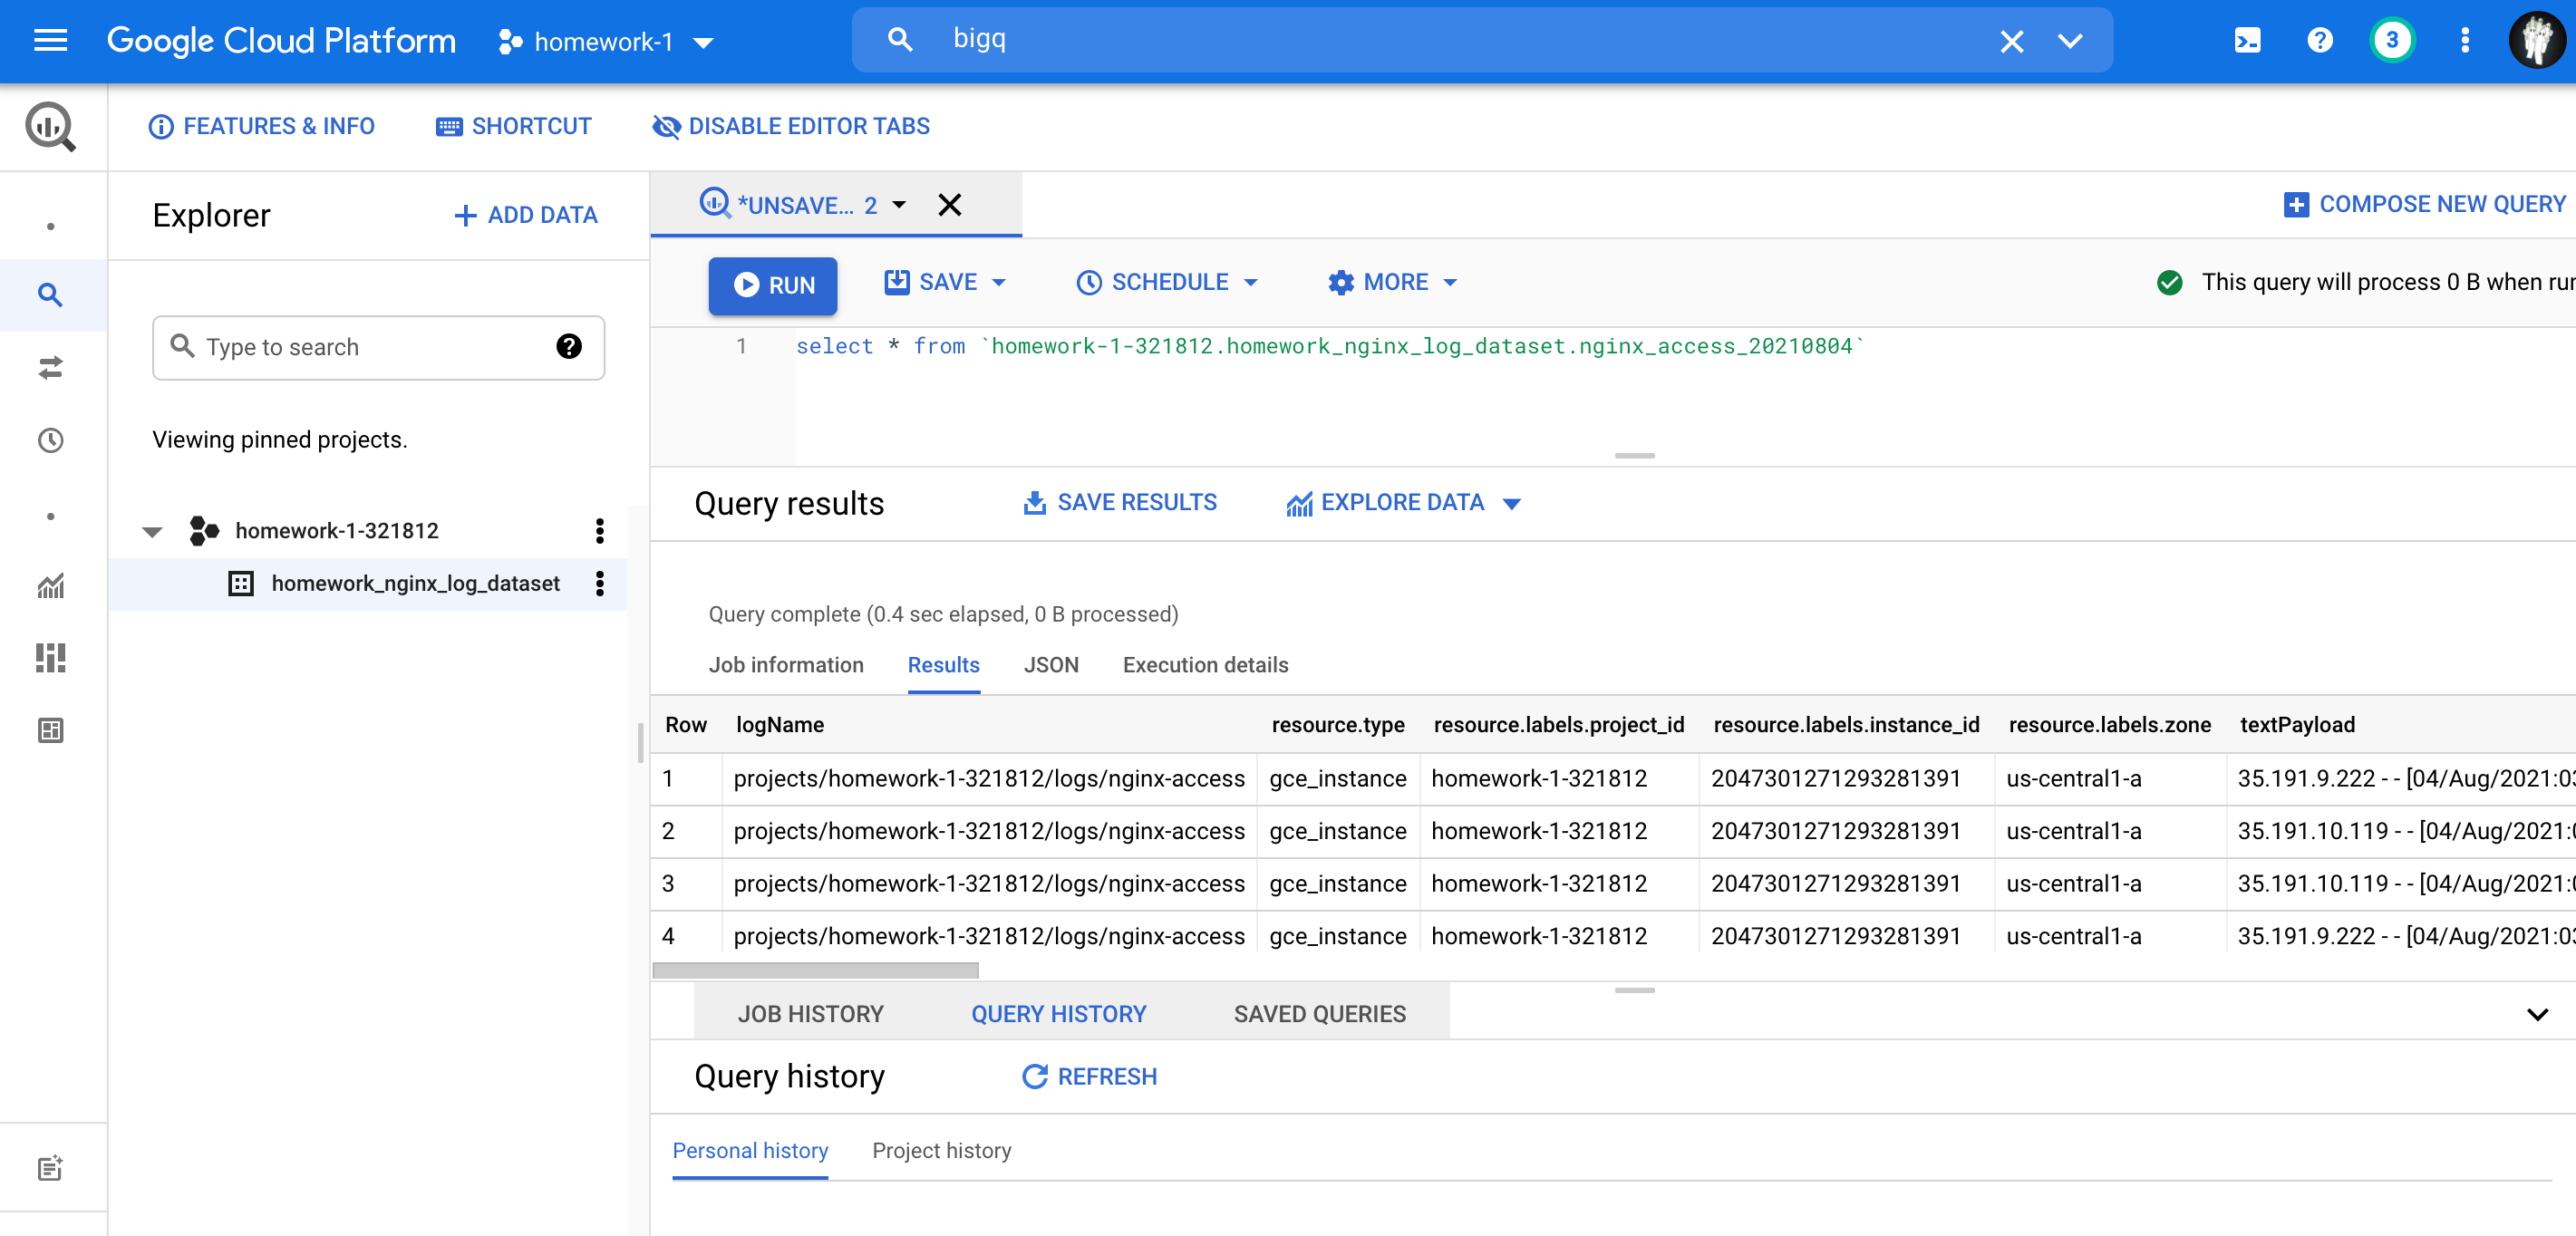 Google Cloud Platform homework-1 bigq 3
FEATURES & INFO SHORTCUT DISABLE EDITOR TABS
Explorer ADD DATA
*UNSAVE... 2 COMPOSE NEW QUERY
RUN SAVE SCHEDULE MORE This query will process 0 B when run
Type to search
1 select * from `homework-1-321812.homework_nginx_log_dataset.nginx_access_20210804`
Viewing pinned projects.
homework-1-321812
homework_nginx_log_dataset
Query results SAVE RESULTS EXPLORE DATA
Query complete (0.4 sec elapsed, 0 B processed)
Job information Results JSON Execution details
Row logName resource.type resource.labels.project_id resource.labels.instance_id resource.labels.zone textPayload
1 projects/homework-1-321812/logs/nginx-access gce_instance homework-1-321812 2047301271293281391 us-central1-a 35.191.9.222 - - [04/Aug/2021:03
2 projects/homework-1-321812/logs/nginx-access gce_instance homework-1-321812 2047301271293281391 us-central1-a 35.191.10.119 - - [04/Aug/2021:0
3 projects/homework-1-321812/logs/nginx-access gce_instance homework-1-321812 2047301271293281391 us-central1-a 35.191.10.119 - - [04/Aug/2021:0
4 projects/homework-1-321812/logs/nginx-access gce_instance homework-1-321812 2047301271293281391 us-central1-a 35.191.9.222 - - [04/Aug/2021:03
JOB HISTORY QUERY HISTORY SAVED QUERIES
Query history REFRESH
Personal history Project history